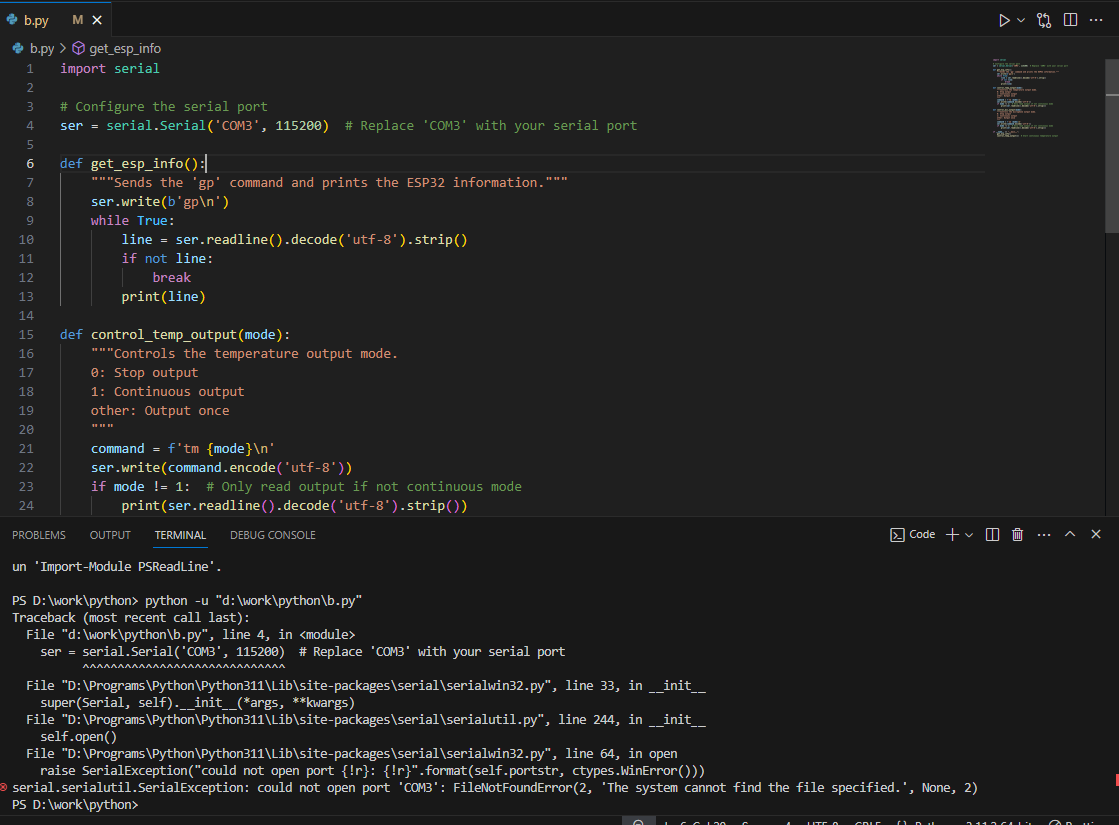 b.py M
b.py > get_esp_info
1 import serial
2
3 # Configure the serial port
4 ser = serial.Serial('COM3', 115200)  # Replace 'COM3' with your serial port
5
6 def get_esp_info():
7     """Sends the 'gp' command and prints the ESP32 information."""
8     ser.write(b'gp\n')
9     while True:
10         line = ser.readline().decode('utf-8').strip()
11         if not line:
12             break
13         print(line)
14
15 def control_temp_output(mode):
16     """Controls the temperature output mode.
17     0: Stop output
18     1: Continuous output
19     other: Output once
20     """
21     command = f'tm {mode}\n'
22     ser.write(command.encode('utf-8'))
23     if mode != 1:  # Only read output if not continuous mode
24         print(ser.readline().decode('utf-8').strip())
PROBLEMS OUTPUT TERMINAL DEBUG CONSOLE Code
un 'Import-Module PSReadLine'.
PS D:\work\python> python -u "d:\work\python\b.py"
Traceback (most recent call last):
  File "d:\work\python\b.py", line 4, in <module>
    ser = serial.Serial('COM3', 115200)  # Replace 'COM3' with your serial port
          ^^^^^^^^^^^^^^^^^^^^^^^^^^^^^
  File "D:\Programs\Python\Python311\Lib\site-packages\serial\serialwin32.py", line 33, in __init__
    super(Serial, self).__init__(*args, **kwargs)
  File "D:\Programs\Python\Python311\Lib\site-packages\serial\serialutil.py", line 244, in __init__
    self.open()
  File "D:\Programs\Python\Python311\Lib\site-packages\serial\serialwin32.py", line 64, in open
    raise SerialException("could not open port {!r}: {!r}".format(self.portstr, ctypes.WinError()))
serial.serialutil.SerialException: could not open port 'COM3': FileNotFoundError(2, 'The system cannot find the file specified.', None, 2)
PS D:\work\python>